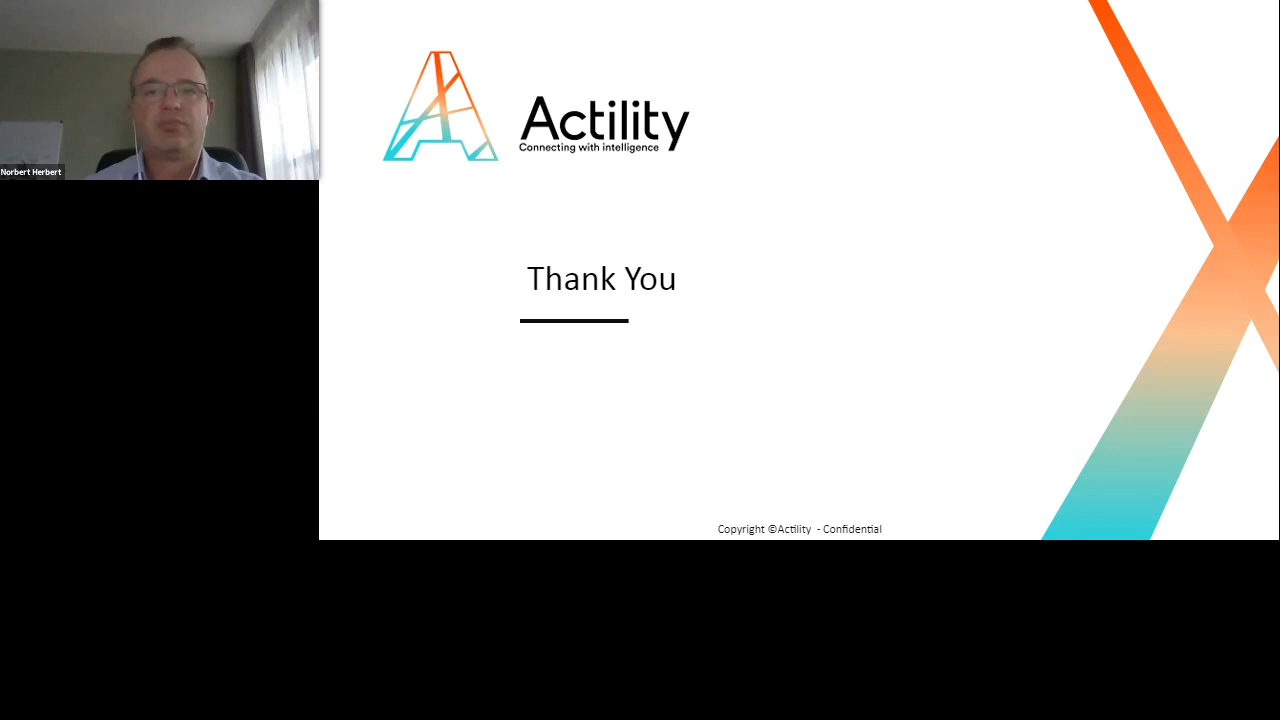 Norbert Herbert
Actility
Connecting with intelligence
Thank You
Copyright ©Actility - Confidential